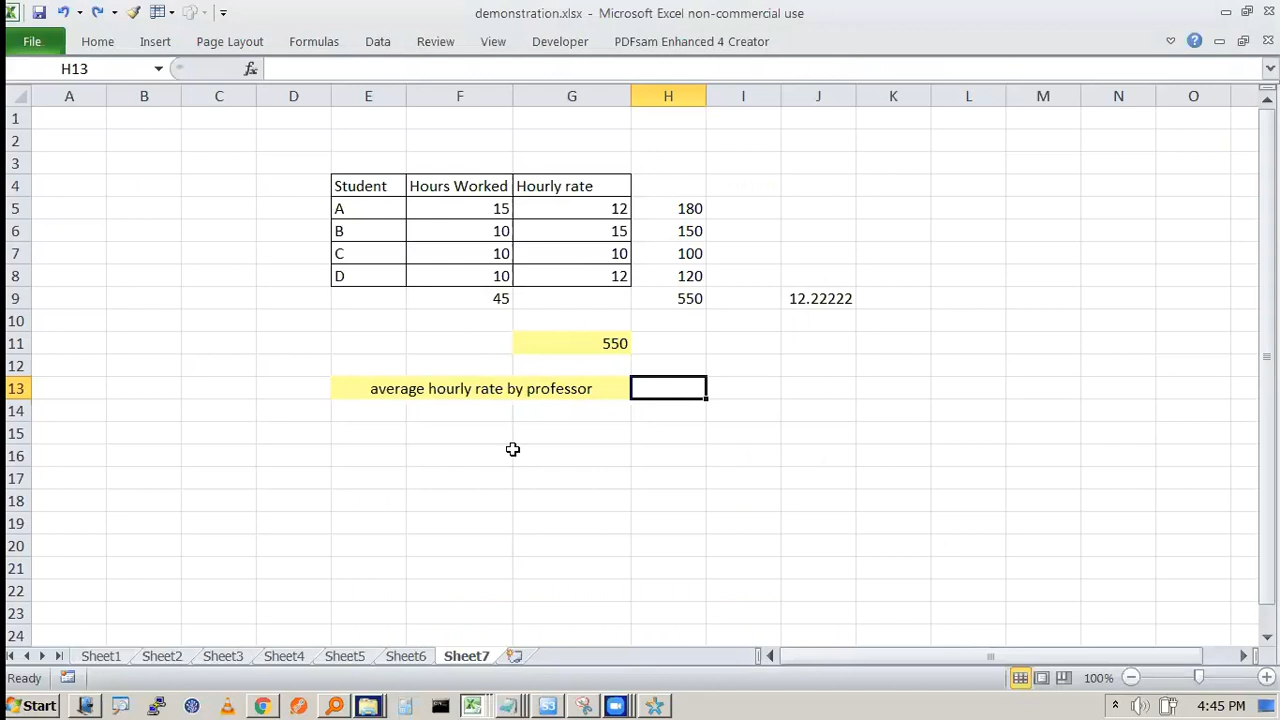 demonstration.xlsx - Microsoft Excel non-commercial use
File Home Insert Page Layout Formulas Data Review View Developer PDFsam Enhanced 4 Creator
H13 fx
A B C D E F G H I J K L M N O
1
2
3
4 Student Hours Worked Hourly rate
5 A 15 12 180
6 B 10 15 150
7 C 10 10 100
8 D 10 12 120
9 45 550 12.22222
10
11 550
12
13 average hourly rate by professor
14
15
16
17
18
19
20
21
22
23
24
Sheet1 Sheet2 Sheet3 Sheet4 Sheet5 Sheet6 Sheet7
Ready 100%
Start 4:45 PM